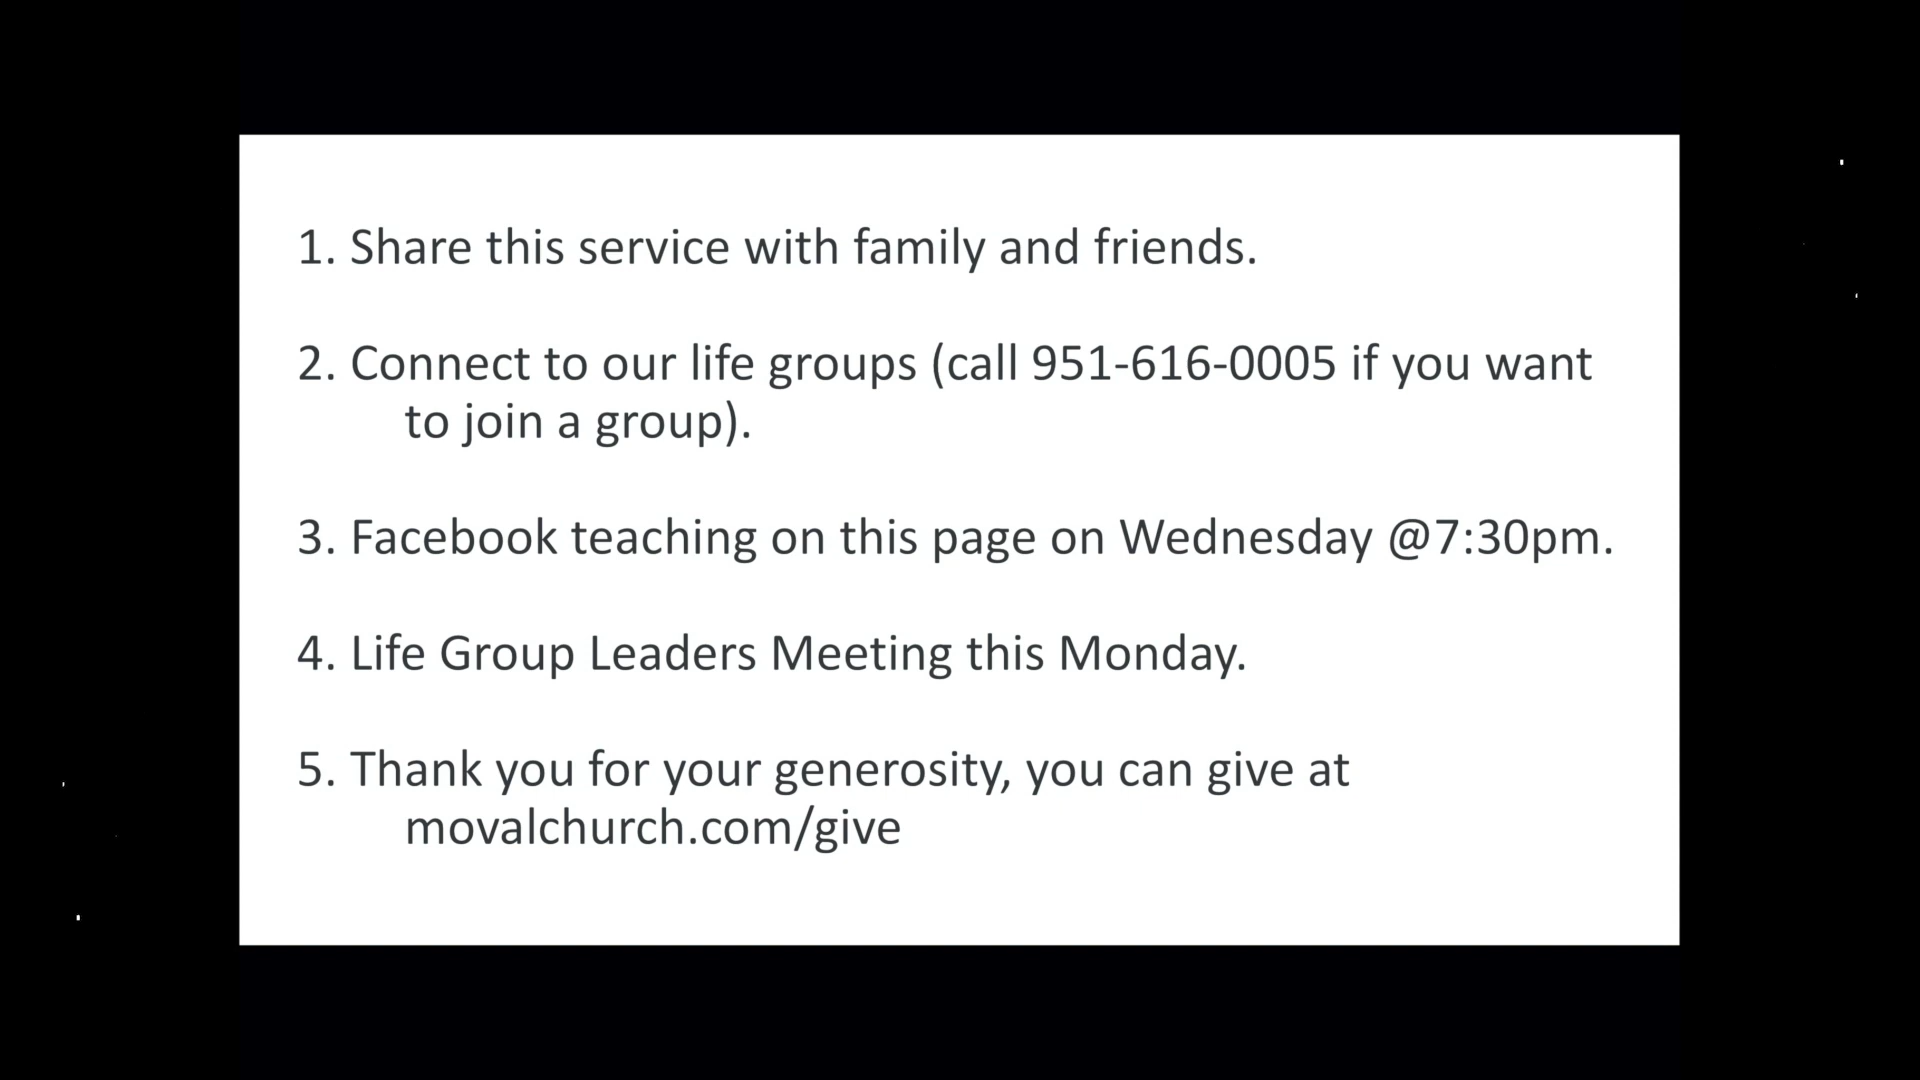 1. Share this service with family and friends.
2. Connect to our life groups (call 951-616-0005 if you want
to join a group).
3. Facebook teaching on this page on Wednesday @7:30pm.
4. Life Group Leaders Meeting this Monday.
5. Thank you for your generosity, you can give at
movalchurch.com/give